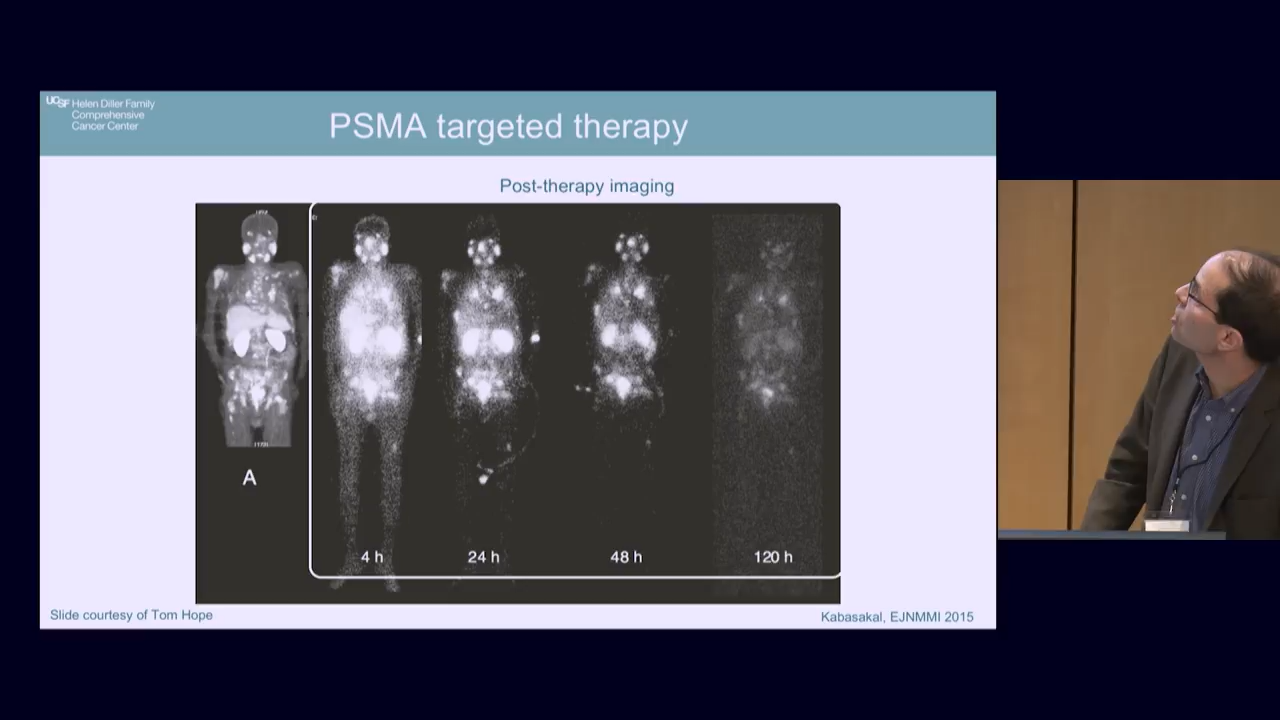 UCSF Helen Diller Family
Comprehensive
Cancer Center
PSMA targeted therapy
Post-therapy imaging
A
4 h
24 h
48 h
120 h
Slide courtesy of Tom Hope
Kabasakal, EJNMMI 2015